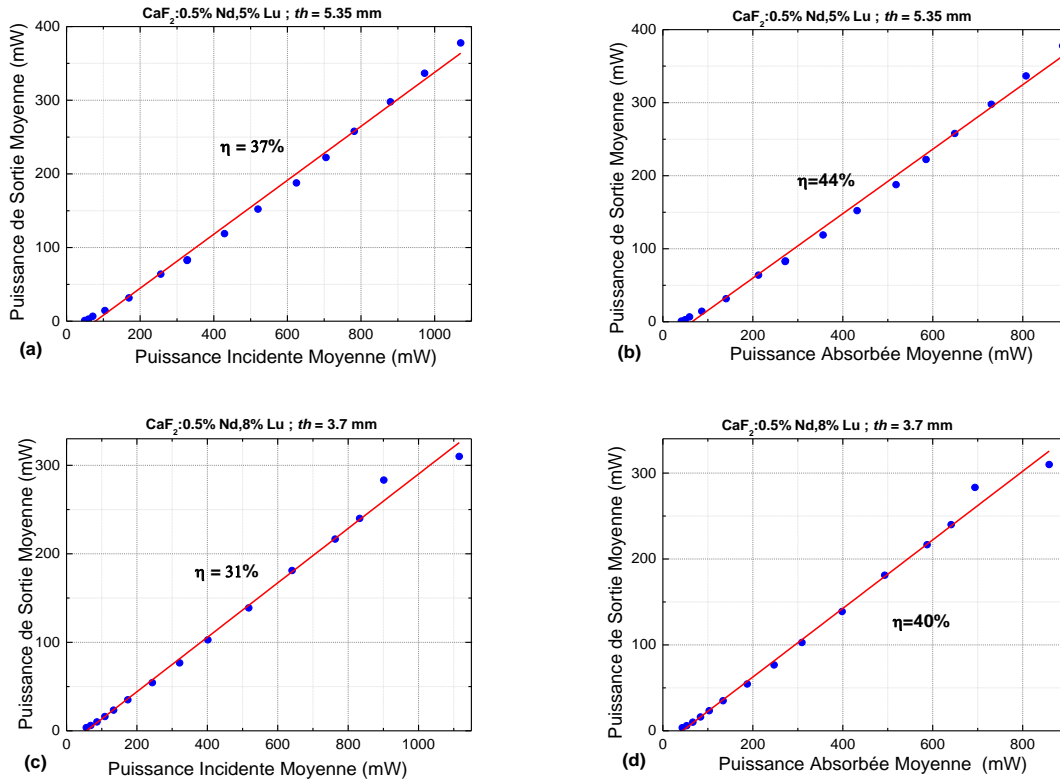 CaF2:0.5% Nd,5% Lu ; th = 5.35 mm
400
300
200
100
0
Puissance de Sortie Moyenne (mW)
η = 37%
0 200 400 600 800 1000
Puissance Incidente Moyenne (mW)
(a)
CaF2:0.5% Nd,5% Lu ; th = 5.35 mm
400
300
200
100
0
Puissance de Sortie Moyenne (mW)
η=44%
0 200 400 600 800
Puissance Absorbée Moyenne (mW)
(b)
CaF2:0.5% Nd,8% Lu ; th = 3.7 mm
300
200
100
0
Puissance de Sortie Moyenne (mW)
η = 31%
0 200 400 600 800 1000
Puissance Incidente Moyenne (mW)
(c)
CaF2:0.5% Nd,8% Lu ; th = 3.7 mm
300
200
100
0
Puissance de Sortie Moyenne (mW)
η=40%
0 200 400 600 800
Puissance Absorbée Moyenne (mW)
(d)